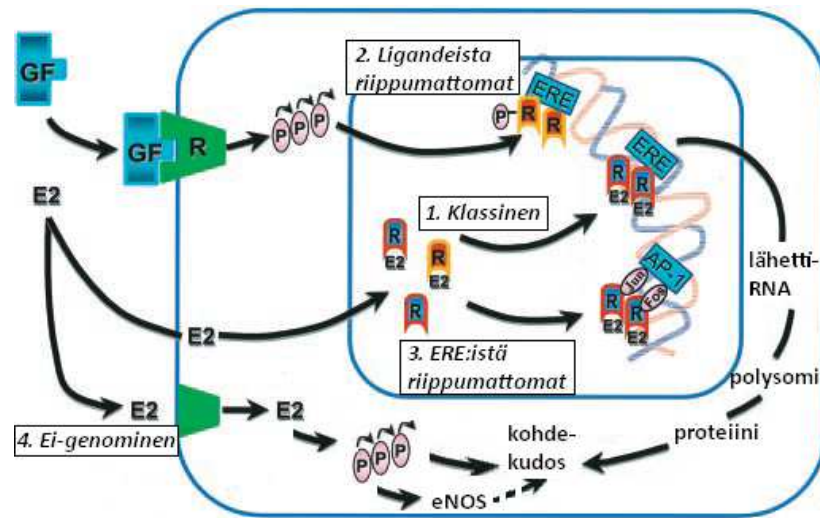 GF
2. Ligandeista
riippumattomat
ERE
P
R
R
P P P
GF
R
ERE
E2
R
R
E2
E2
1. Klassinen
R
E2
R
E2
R
AP-1
Jun
Fos
R
R
E2
E2
lähetti-
RNA
E2
3. ERE:istä
riippumattomat
polysomi
E2
E2
4. Ei-genominen
P P P
kohde-
kudos
proteiini
eNOS